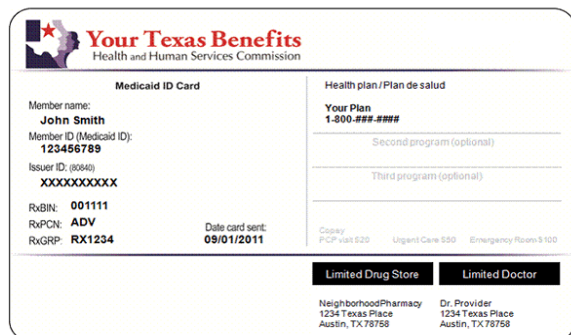 Your Texas Benefits
Health and Human Services Commission
Medicaid ID Card
Member name:
John Smith
Member ID (Medicaid ID):
123456789
Issuer ID: (80840)
XXXXXXXXXX
RxBIN: 001111
RxPCN: ADV
RxGRP: RX1234
Date card sent:
09/01/2011
Health plan / Plan de salud
Your Plan
1-800-###-####
Second program (optional)
Third program (optional)
Copay
PCP visit $20 Urgent Care $50 Emergency Room $100
Limited Drug Store
NeighborhoodPharmacy
1234 Texas Place
Austin, TX 78758
Limited Doctor
Dr. Provider
1234 Texas Place
Austin, TX 78758